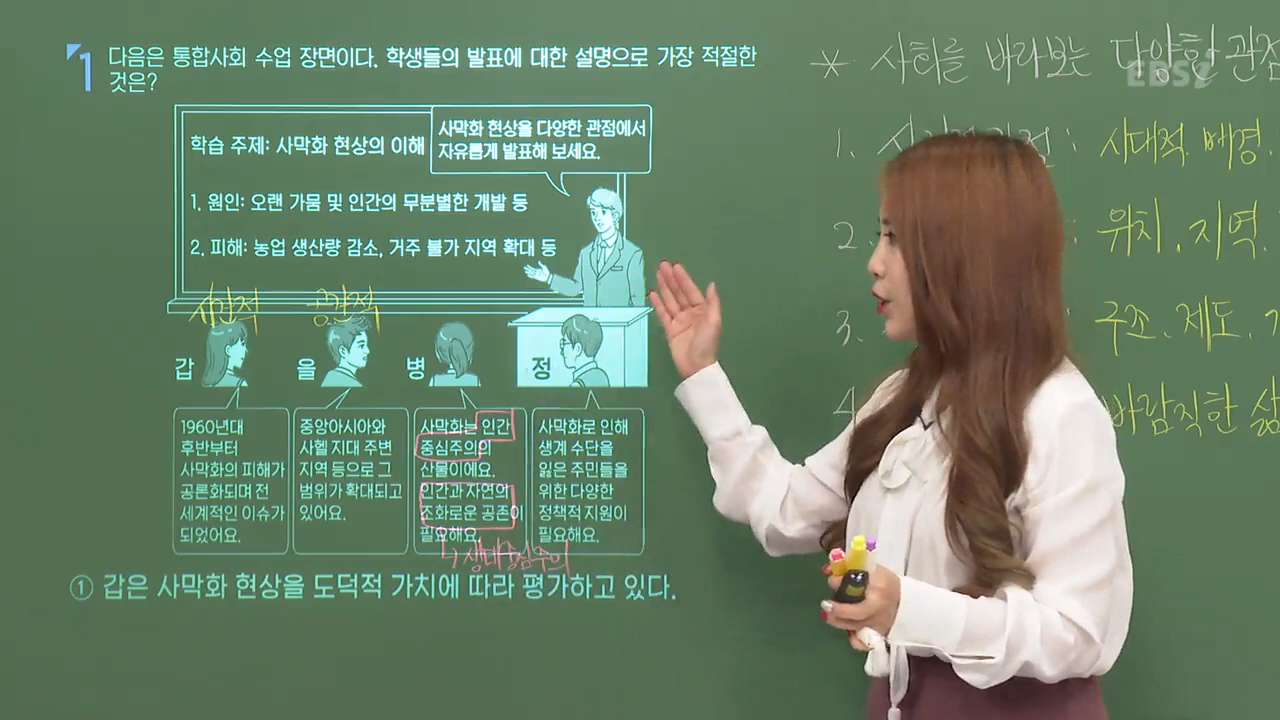 1
다음은 통합사회 수업 장면이다. 학생들의 발표에 대한 설명으로 가장 적절한
것은?
사막화 현상을 다양한 관점에서
자유롭게 발표해 보세요.
학습 주제: 사막화 현상의 이해
1. 원인: 오랜 가뭄 및 인간의 무분별한 개발 등
2. 피해: 농업 생산량 감소, 거주 불가 지역 확대 등
시간적
공간적
갑
을
병
정
1960년대
후반부터
사막화의 피해가
공론화되며 전
세계적인 이슈가
되었어요.
중앙아시아와
사헬 지대 주변
지역 등으로 그
범위가 확대되고
있어요.
사막화는 인간
중심주의의
산물이에요.
인간과 자연의
조화로운 공존이
필요해요.
↳ 생태중심주의
사막화로 인해
생계 수단을
잃은 주민들을
위한 다양한
정책적 지원이
필요해요.
① 갑은 사막화 현상을 도덕적 가치에 따라 평가하고 있다.
* 사회를 바라보는 다양한 관점
EBSi
1. : 시대적 배경.
2. : 위치, 지역.
3. : 구조, 제도,
4. 바람직한 삶